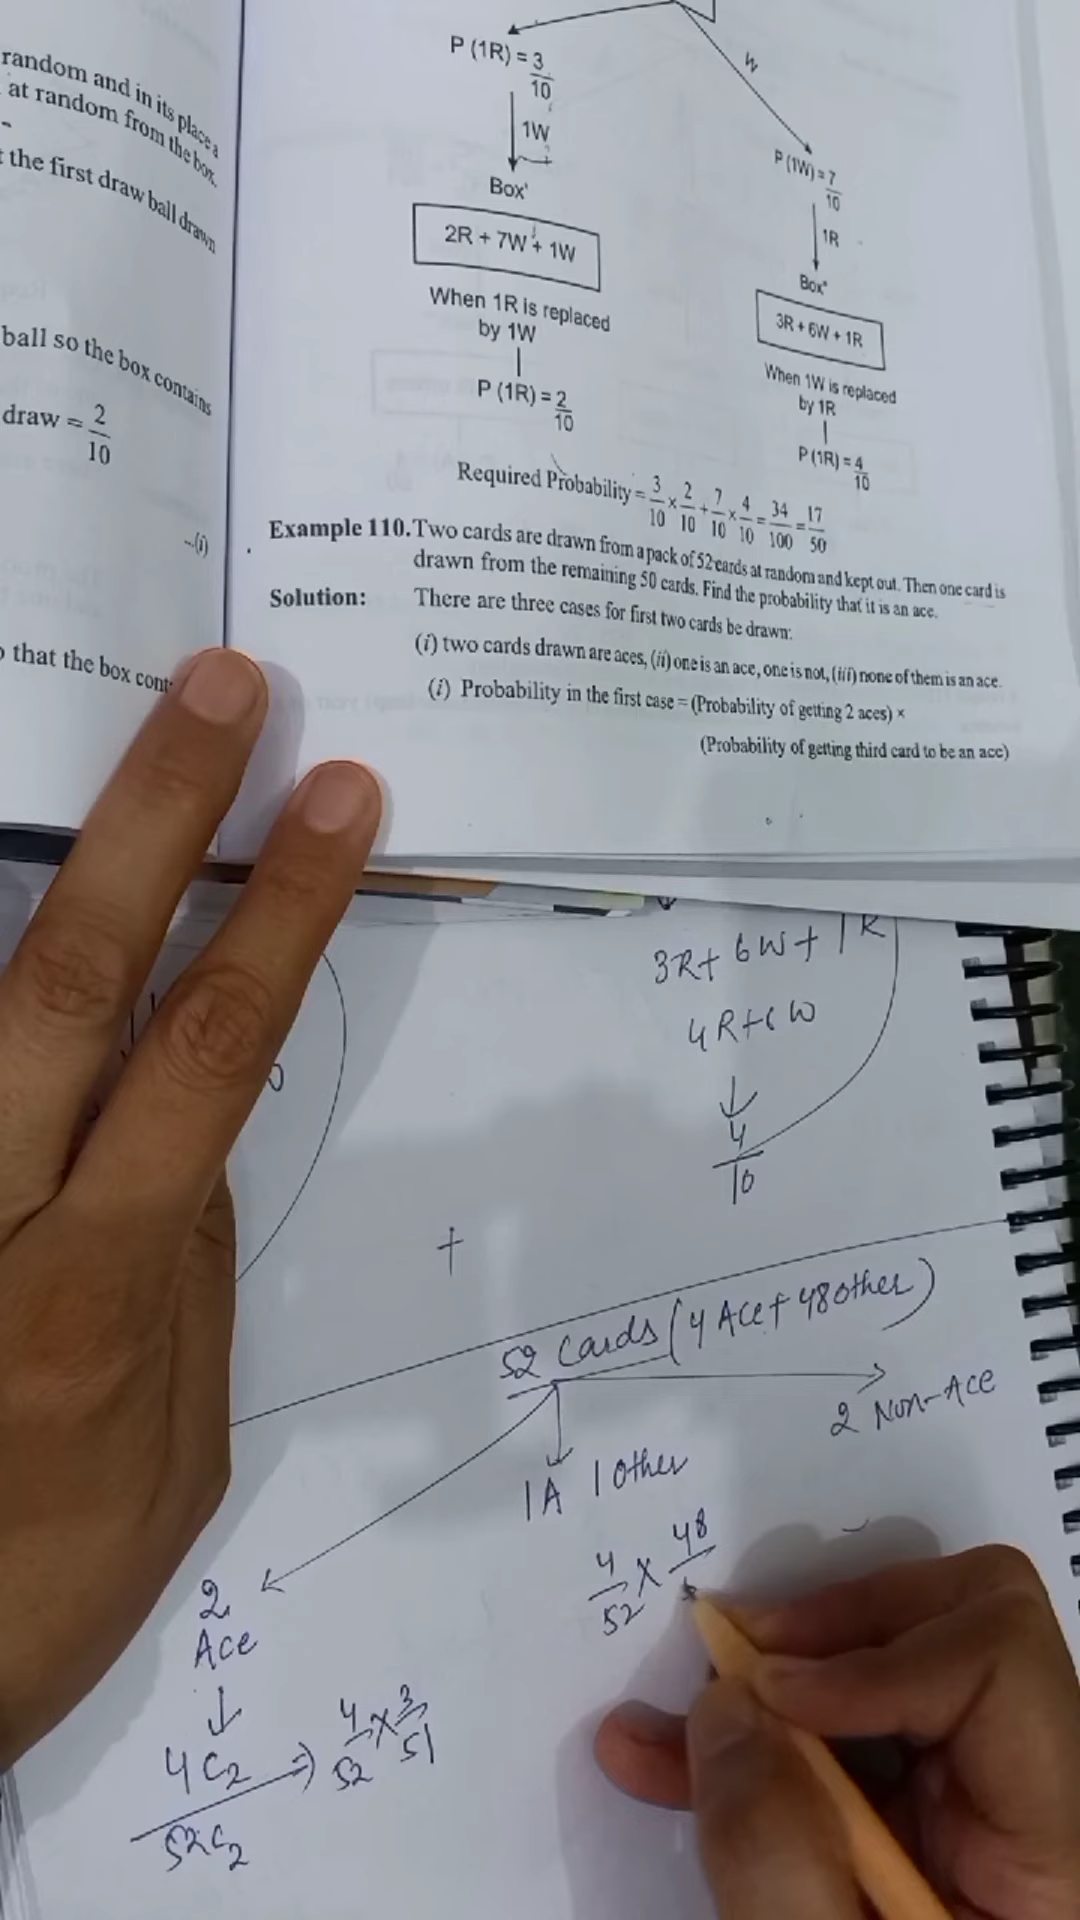 random and in its place a
at random from the box.
the first draw ball drawn
ball so the box contains
draw = 2/10
...(i)
that the box cont
W
P (1R) = 3/10
1W
Box'
2R + 7W + 1W
When 1R is replaced
by 1W
P (1R) = 2/10
P (1W) = 7/10
1R
Box"
3R + 6W + 1R
When 1W is replaced
by 1R
P (1R) = 4/10
Required Probability = 3/10 × 2/10 + 7/10 × 4/10 = 34/100 = 17/50
Example 110. Two cards are drawn from a pack of 52 cards at random and kept out. Then one card is
drawn from the remaining 50 cards. Find the probability that it is an ace.
Solution: There are three cases for first two cards be drawn:
(i) two cards drawn are aces, (ii) one is an ace, one is not, (iii) none of them is an ace.
(i) Probability in the first case = (Probability of getting 2 aces) ×
(Probability of getting third card to be an ace)
3R+ 6W+ 1R
4R+6W
4/10
+
52 Cards (4 Ace + 48 other)
2 Non-Ace
1A 1 Other
4/52 × 48/
2
Ace
4C2/52C2 ⇒ 4/52 × 3/51